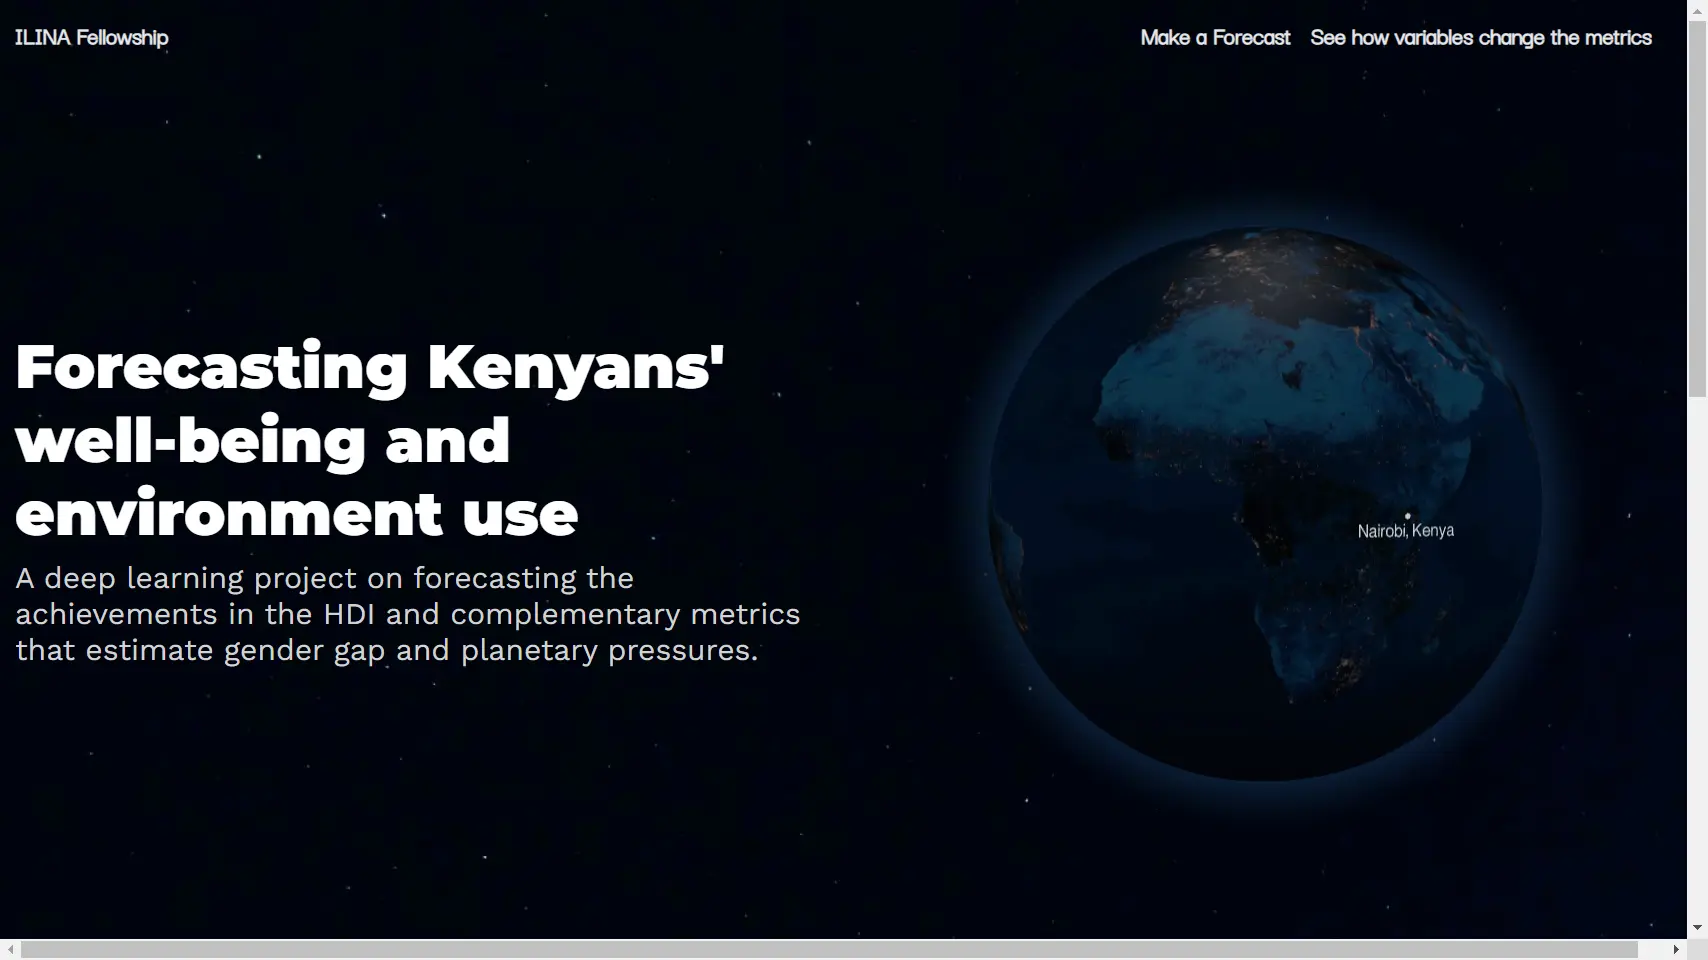 ILINA Fellowship
Make a Forecast See how variables change the metrics
Forecasting Kenyans'
well-being and
environment use
A deep learning project on forecasting the
achievements in the HDI and complementary metrics
that estimate gender gap and planetary pressures.
Nairobi, Kenya